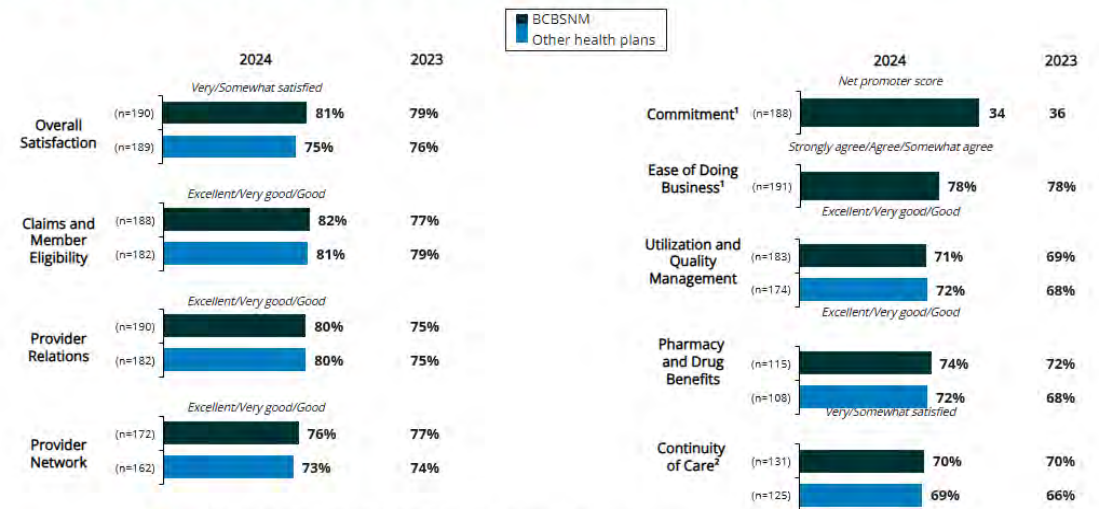 BCBSNM
Other health plans
2024 2023
Very/Somewhat satisfied
Overall Satisfaction
(n=190) 81% 79%
(n=189) 75% 76%
Excellent/Very good/Good
Claims and Member Eligibility
(n=188) 82% 77%
(n=182) 81% 79%
Excellent/Very good/Good
Provider Relations
(n=190) 80% 75%
(n=182) 80% 75%
Excellent/Very good/Good
Provider Network
(n=172) 76% 77%
(n=162) 73% 74%
2024 2023
Net promoter score
Commitment¹ (n=188) 34 36
Strongly agree/Agree/Somewhat agree
Ease of Doing Business¹
(n=191) 78% 78%
Excellent/Very good/Good
Utilization and Quality Management
(n=183) 71% 69%
(n=174) 72% 68%
Excellent/Very good/Good
Pharmacy and Drug Benefits
(n=115) 74% 72%
(n=108) 72% 68%
Very/Somewhat satisfied
Continuity of Care²
(n=131) 70% 70%
(n=125) 69% 66%